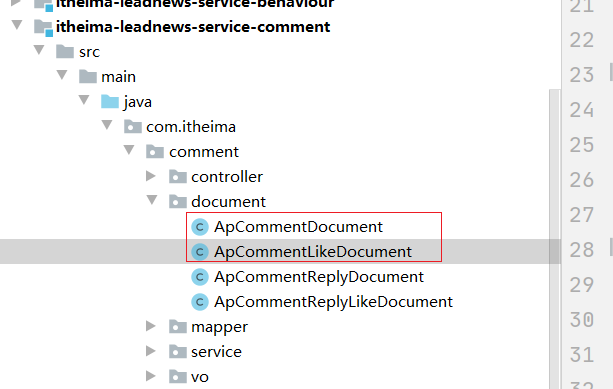 itheima-leadnews-service-behaviour
itheima-leadnews-service-comment
src
main
java
com.itheima
comment
controller
document
C ApCommentDocument
C ApCommentLikeDocument
C ApCommentReplyDocument
C ApCommentReplyLikeDocument
mapper
service
vo
21
22
23
24
25
26
27
28
29
30
31
32